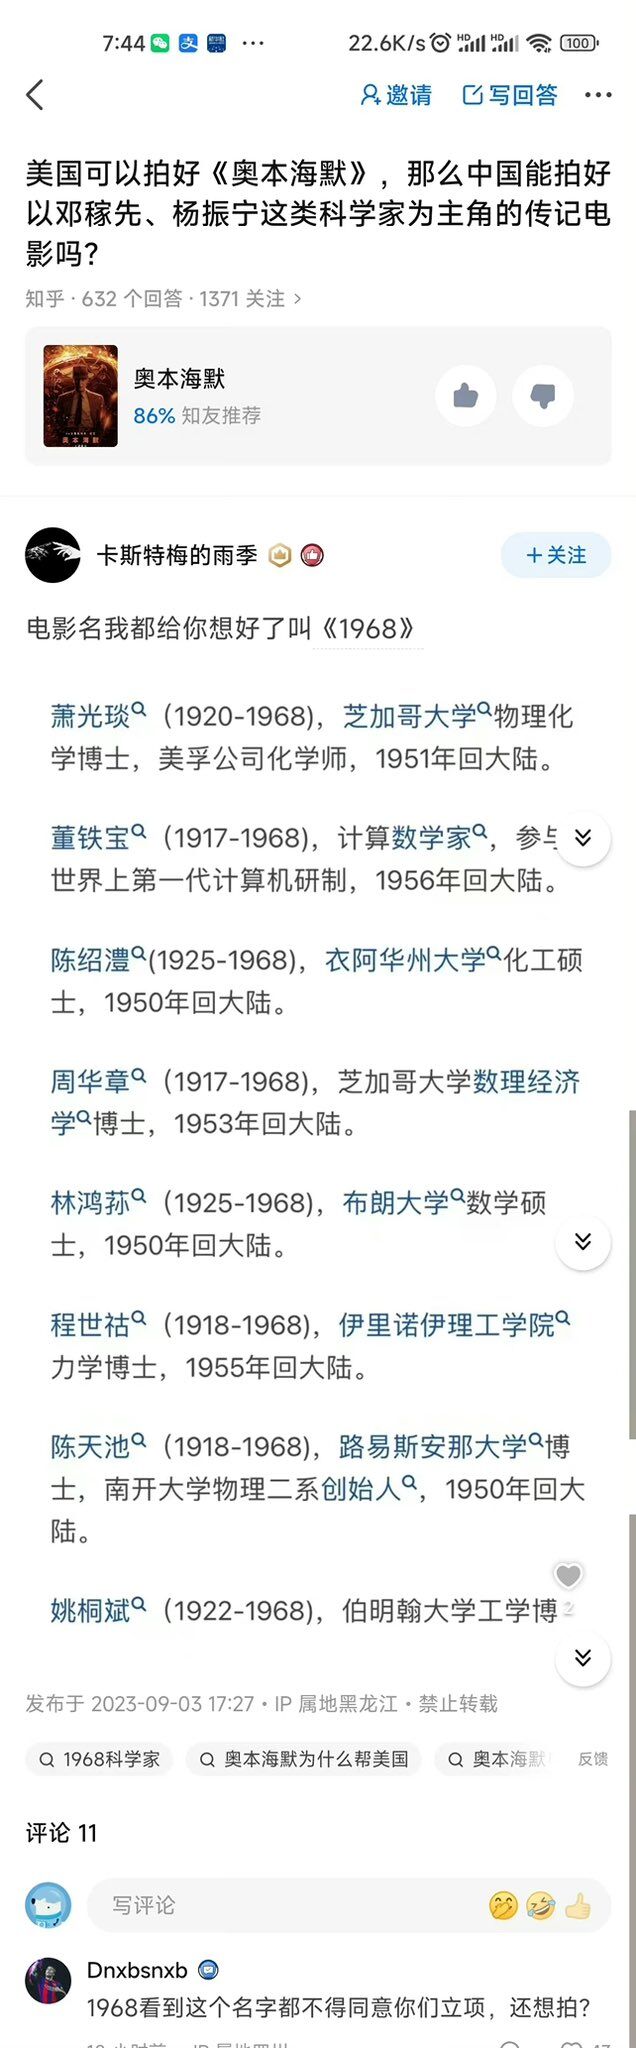 7:44
22.6K/s HD HD 100
邀请 写回答
美国可以拍好《奥本海默》，那么中国能拍好
以邓稼先、杨振宁这类科学家为主角的传记电
影吗？
知乎 · 632 个回答 · 1371 关注 >
奥本海默
86% 知友推荐
奥本海默
卡斯特梅的雨季
+关注
电影名我都给你想好了叫《1968》
萧光琰（1920-1968），芝加哥大学物理化
学博士，美孚公司化学师，1951年回大陆。
董铁宝（1917-1968），计算数学家，参与
世界上第一代计算机研制，1956年回大陆。
陈绍澧(1925-1968)，衣阿华州大学化工硕
士，1950年回大陆。
周华章（1917-1968），芝加哥大学数理经济
学博士，1953年回大陆。
林鸿荪（1925-1968)，布朗大学数学硕
士，1950年回大陆。
程世祜（1918-1968)，伊里诺伊理工学院
力学博士，1955年回大陆。
陈天池（1918-1968)，路易斯安那大学博
士，南开大学物理二系创始人，1950年回大
陆。
姚桐斌（1922-1968)，伯明翰大学工学博
2
发布于 2023-09-03 17:27 · IP 属地黑龙江 · 禁止转载
1968科学家 奥本海默为什么帮美国 奥本海默 反馈
评论 11
写评论
Dnxbsnxb
1968看到这个名字都不得同意你们立项，还想拍？